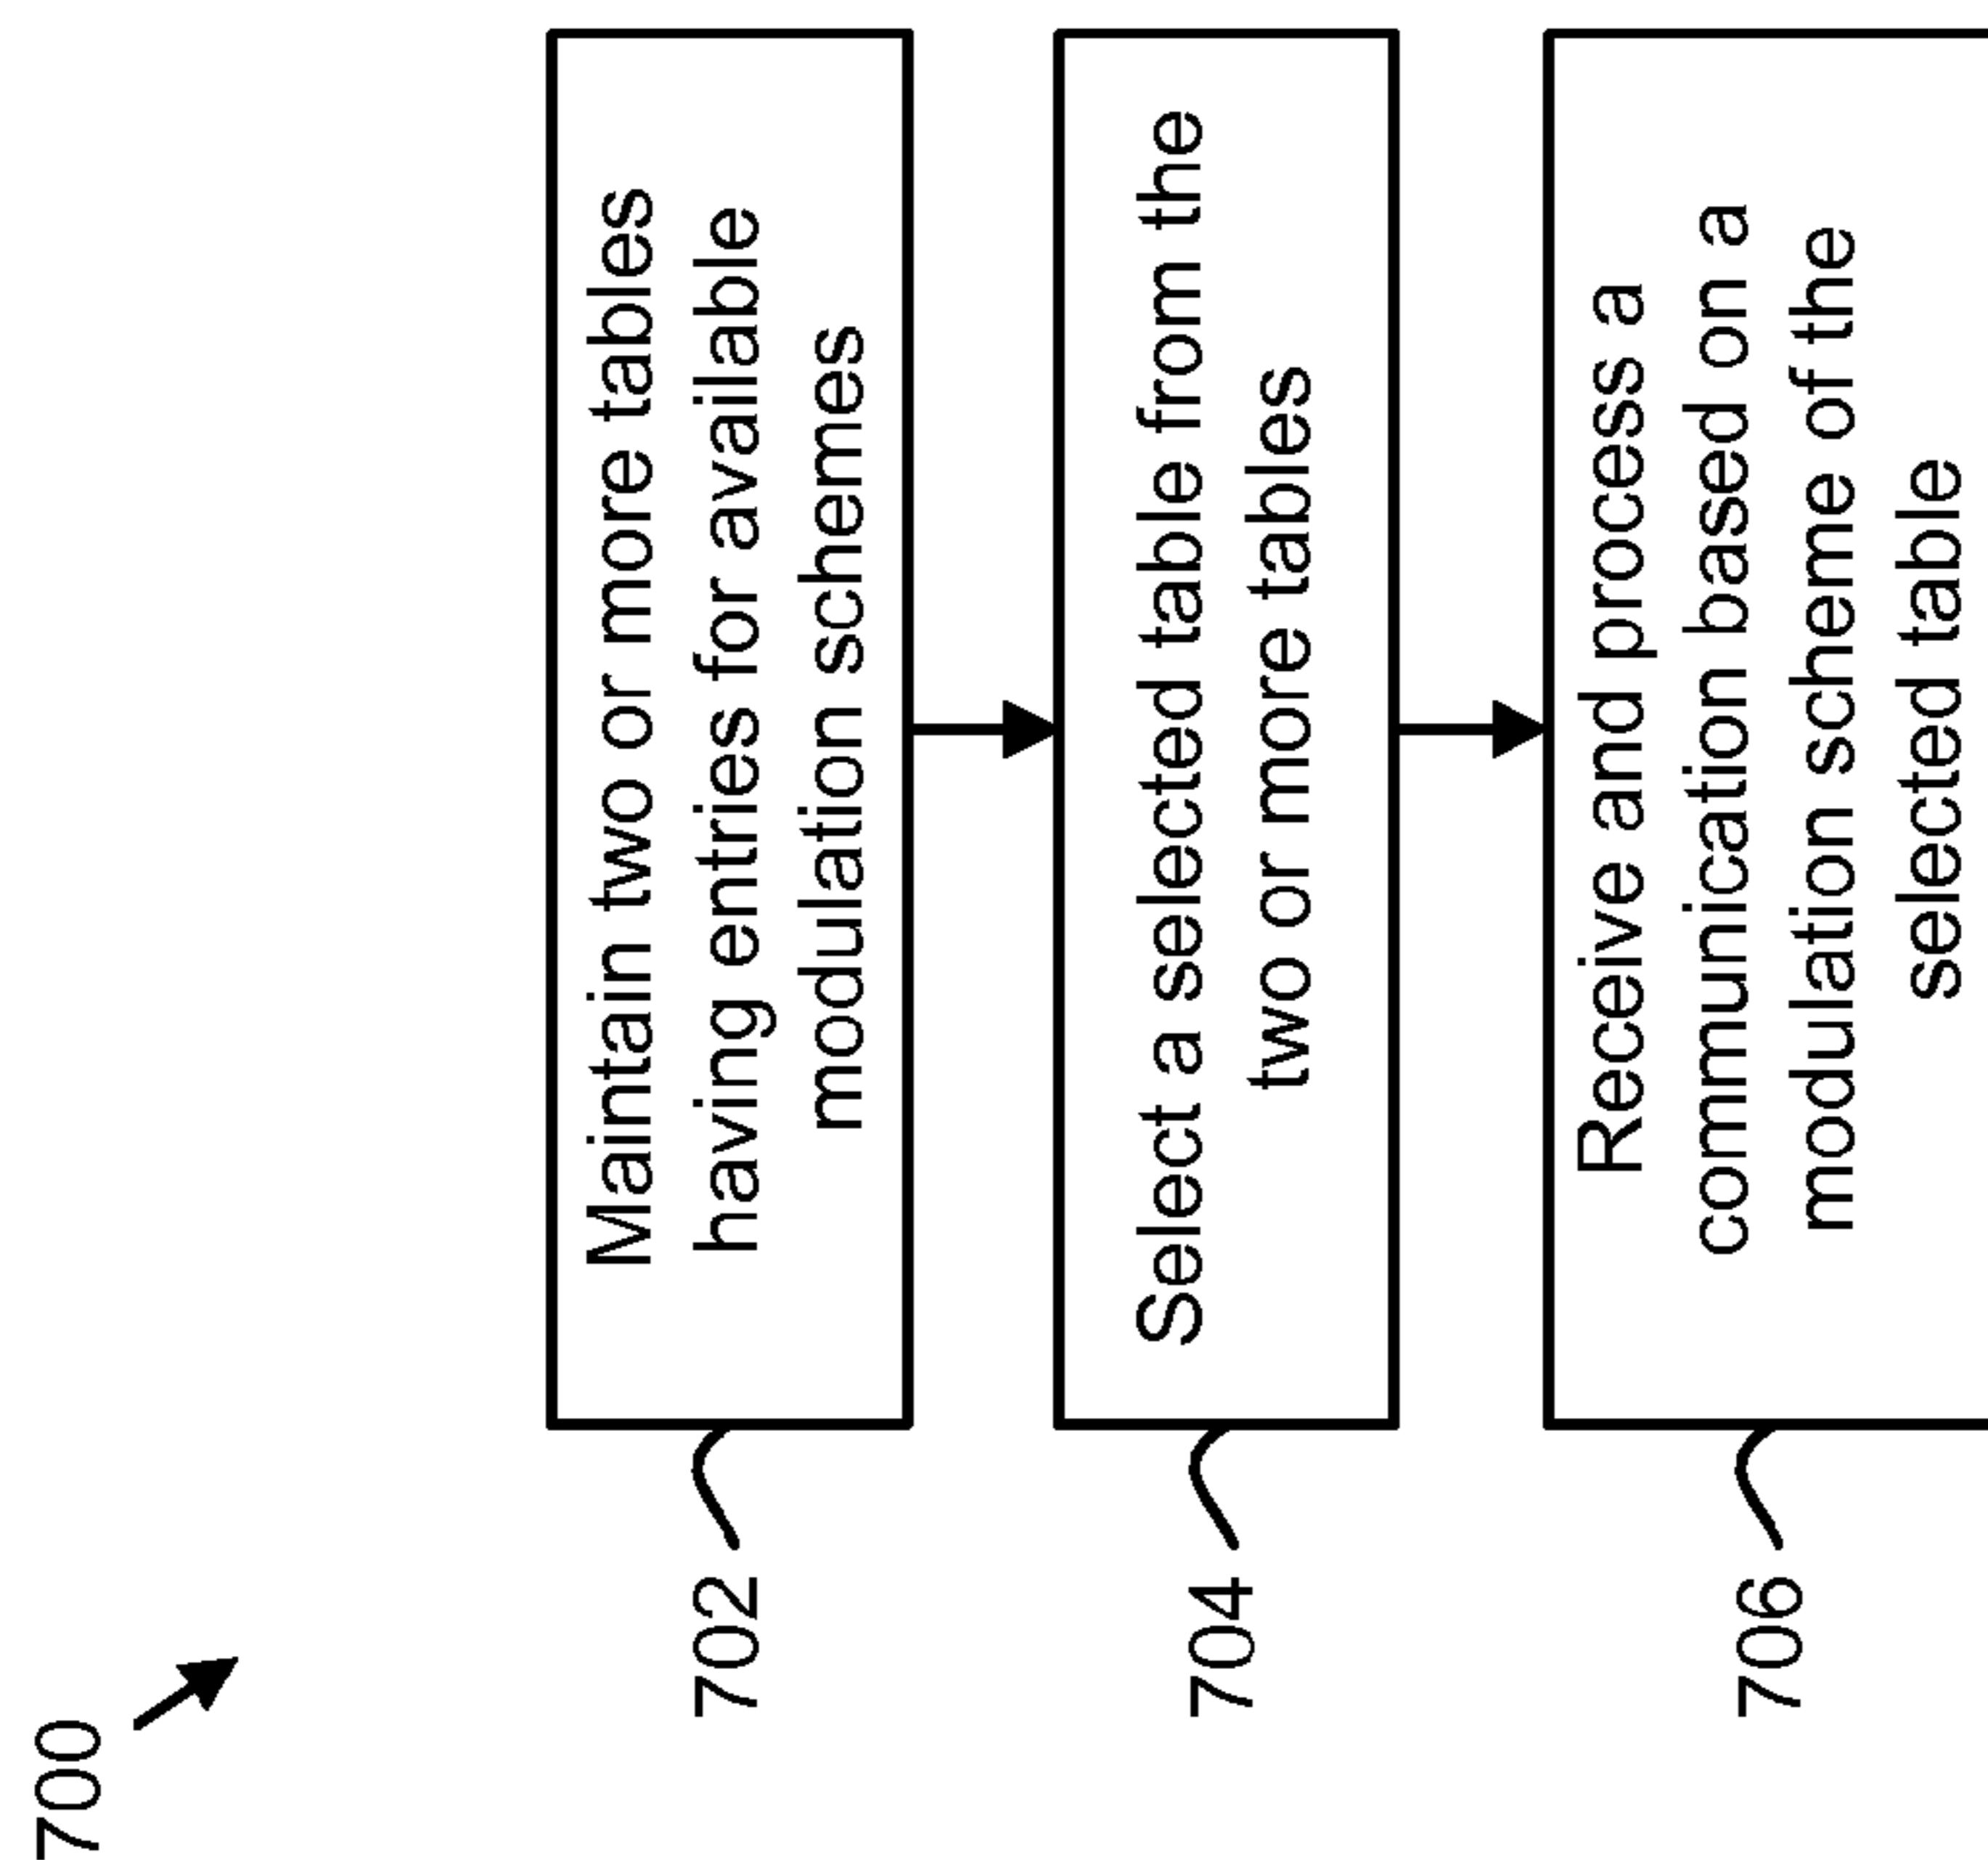 700
702
Maintain two or more tables
having entries for available
modulation schemes
704
Select a selected table from the
two or more tables
706
Receive and process a
communication based on a
modulation scheme of the
selected table